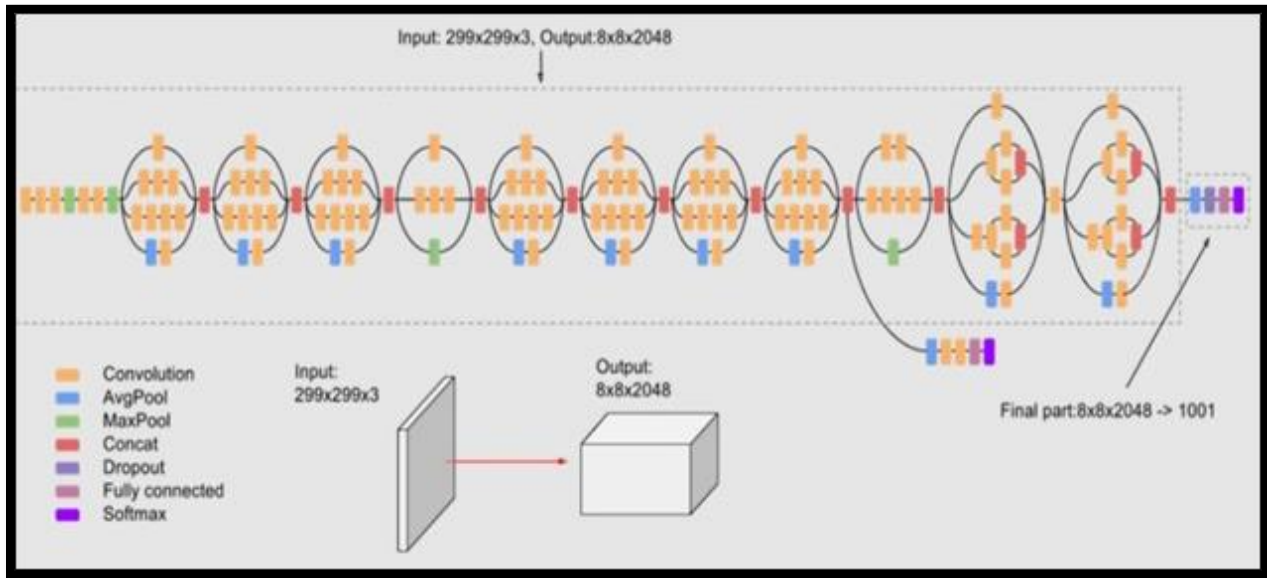 Input: 299x299x3, Output:8x8x2048
Input:
299x299x3
Output:
8x8x2048
Convolution
AvgPool
MaxPool
Concat
Dropout
Fully connected
Softmax
Final part:8x8x2048 -> 1001